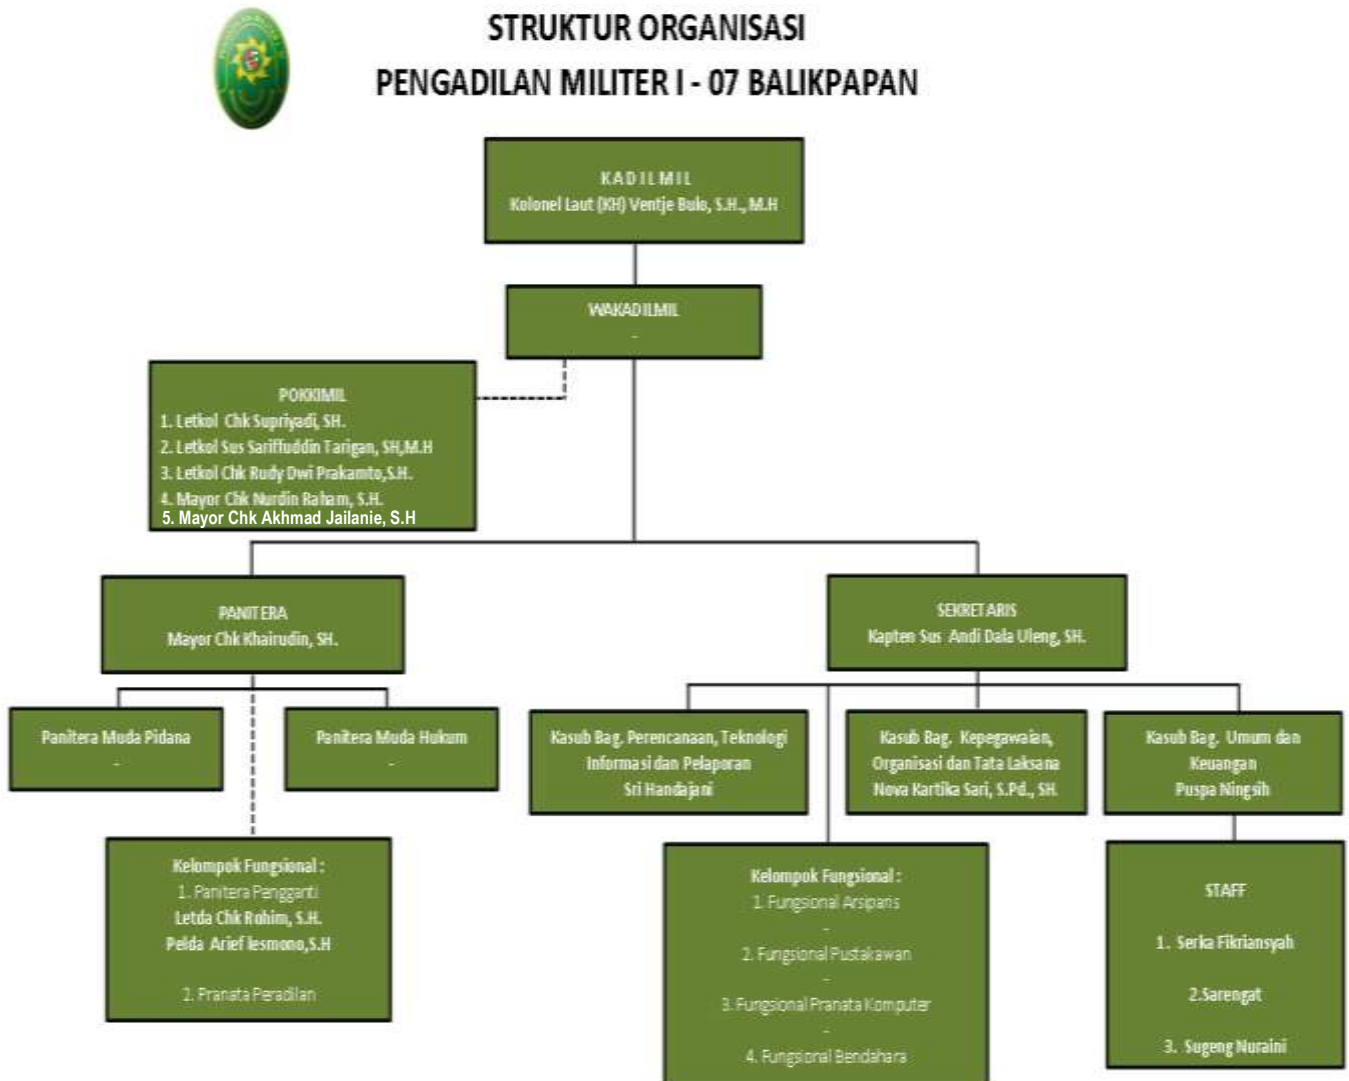 STRUKTUR ORGANISASI
PENGADILAN MILITER I - 07 BALIKPAPAN
KADILMIL
Kolonel Laut (KH) Ventje Bulo, S.H., M.H
WAKADILMIL
-
POKKIMIL
1. Letkol Chk Supriyadi, SH.
2. Letkol Sus Sariffuddin Tarigan, SH,M.H
3. Letkol Chk Rudy Dwi Prakamto,S.H.
4. Mayor Chk Nurdin Raham, S.H.
5. Mayor Chk Akhmad Jailanie, S.H
PANITERA
Mayor Chk Khairudin, SH.
SEKRETARIS
Kapten Sus Andi Dala Uleng, SH.
Panitera Muda Pidana
-
Panitera Muda Hukum
-
Kasub Bag. Perencanaan, Teknologi
Informasi dan Pelaporan
Sri Handajani
Kasub Bag. Kepegawaian,
Organisasi dan Tata Laksana
Nova Kartika Sari, S.Pd., SH.
Kasub Bag. Umum dan
Keuangan
Puspa Ningsih
Kelompok Fungsional :
1. Panitera Pengganti
Letda Chk Rohim, S.H.
Pelda Arief lesmono,S.H
2. Pranata Peradilan
Kelompok Fungsional :
1. Fungsional Arsiparis
-
2. Fungsional Pustakawan
-
3. Fungsional Pranata Komputer
-
4. Fungsional Bendahara
STAFF
1. Serka Fikriansyah
2.Sarengat
3. Sugeng Nuraini